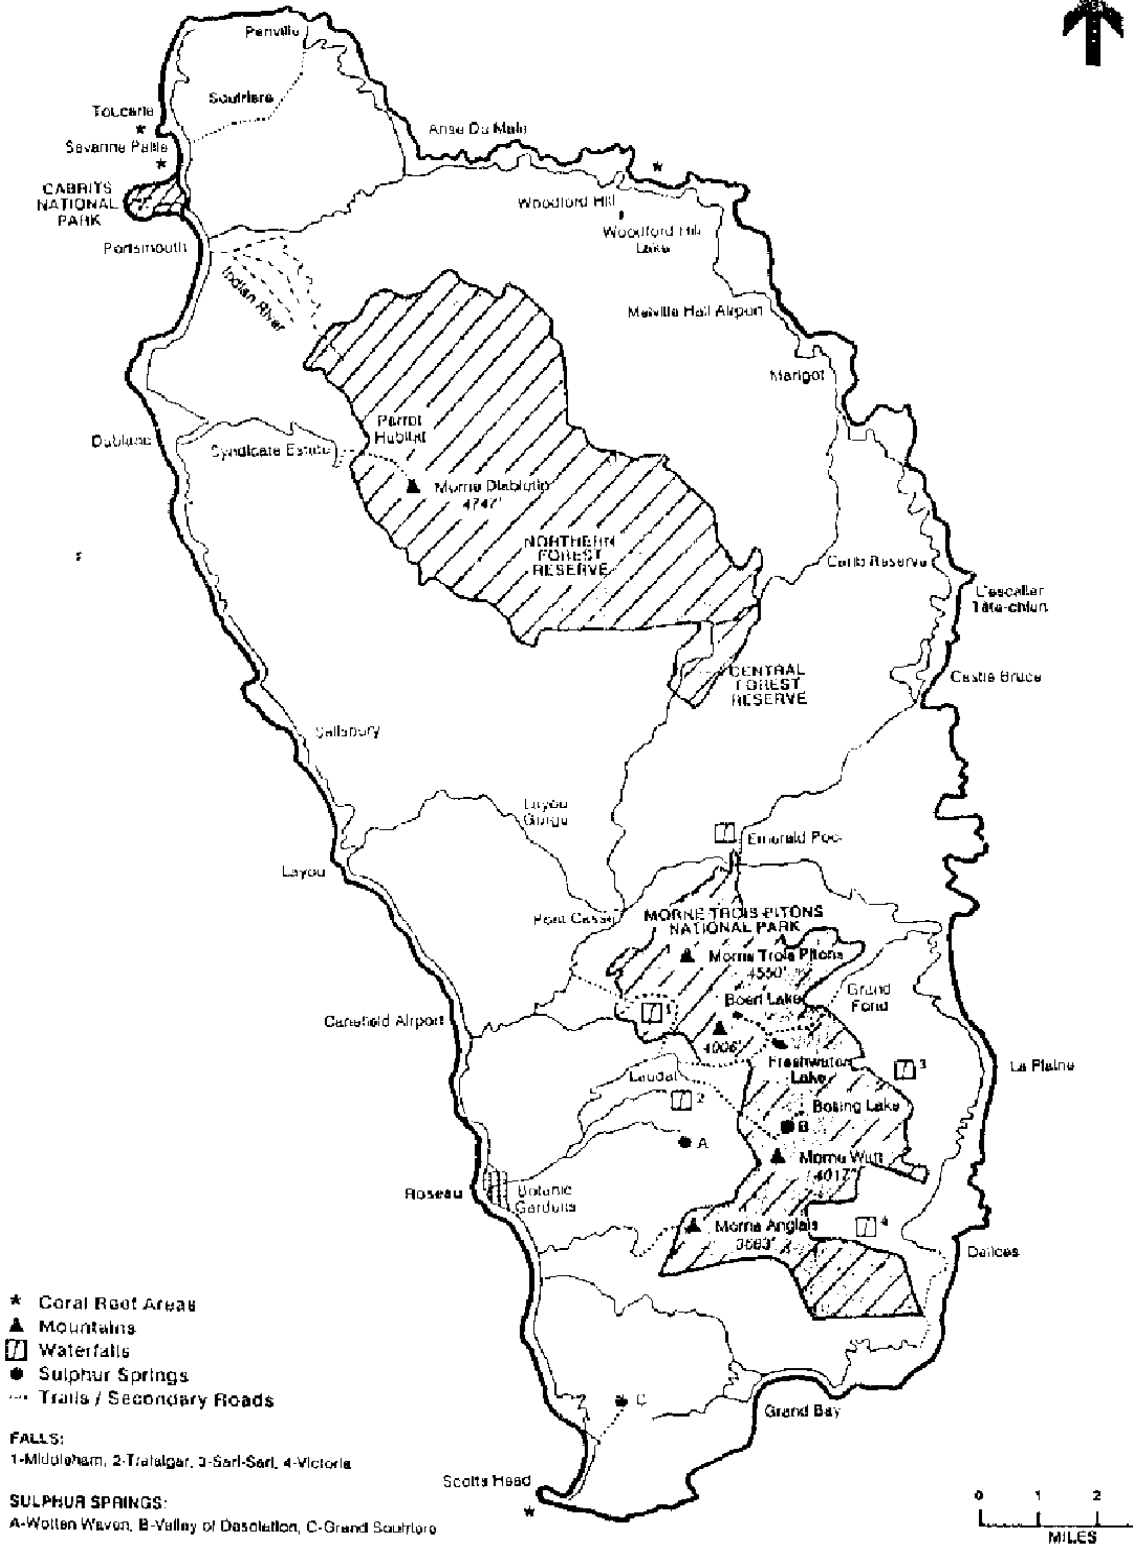 Penville
Soufriere
Toucarie
Savanne Paille
Anse Du Male
CABRITS
NATIONAL
PARK
Woodford Hill
Woodford Hill
Lake
Portsmouth
Indian River
Melville Hall Airport
Marigot
Parrot
Habitat
Dublanc
Syndicate Estate
Morne Diablotin
4747'
NORTHERN
FOREST
RESERVE
Carib Reserve
L'escalier
Tête-chien
CENTRAL
FOREST
RESERVE
Castle Bruce
Salisbury
Layou
Gorge
Emerald Pool
Layou
Pont Casse
MORNE TROIS PITONS
NATIONAL PARK
Morne Trois Pitons
4550'
Grand
Fond
Boeri Lake
1
Canefield Airport
4006'
Freshwater
Lake
3
La Plaine
Laudat
2
Boiling Lake
B
A
Morne Watt
4017'
Roseau
Botanic
Gardens
Morne Anglais
3683'
4
Delices
Coral Reef Areas
Mountains
Waterfalls
Sulphur Springs
Trails / Secondary Roads
C
Grand Bay
FALLS:
1-Middleham, 2-Trafalgar, 3-Sari-Sari, 4-Victoria
Scotts Head
SULPHUR SPRINGS:
A-Wotten Waven, B-Valley of Desolation, C-Grand Soufriere
0 1 2
MILES